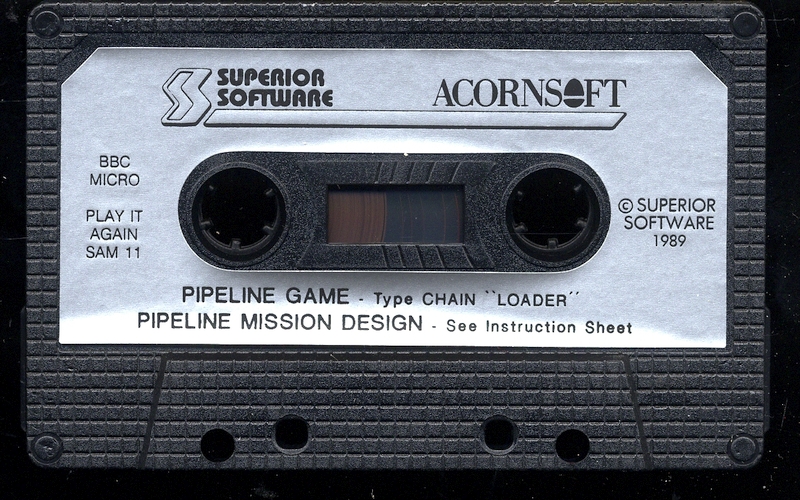 SUPERIOR
SOFTWARE
ACORNSOFT
BBC
MICRO
PLAY IT
AGAIN
SAM 11
© SUPERIOR
SOFTWARE
1989
PIPELINE GAME - Type CHAIN "LOADER"
PIPELINE MISSION DESIGN - See Instruction Sheet